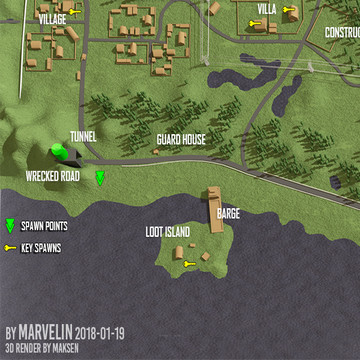 VILLAGE
VILLA
CONSTRUC
TUNNEL
GUARD HOUSE
WRECKED ROAD
BARGE
LOOT ISLAND
SPAWN POINTS
KEY SPAWNS
BY MARVELIN 2018-01-19
3D RENDER BY MAKSEN